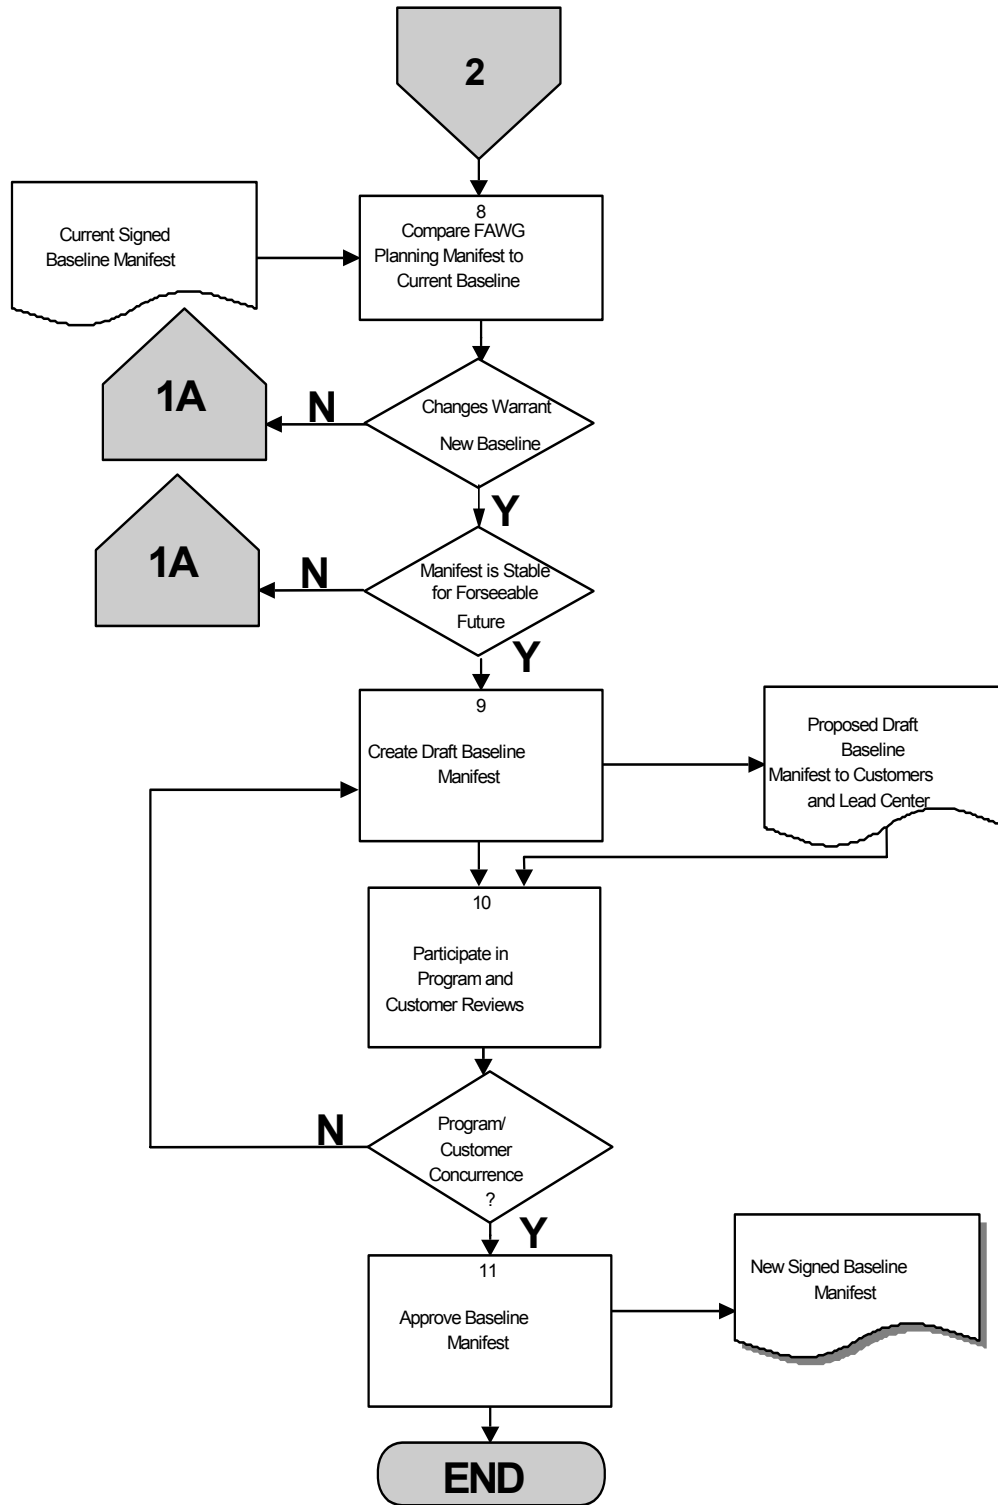 2
8
Compare FAWG
Planning Manifest to
Current Baseline
Current Signed
Baseline Manifest
1A
N
Changes Warrant
New Baseline
Y
1A
N
Manifest is Stable
for Forseeable
Future
Y
9
Create Draft Baseline
Manifest
Proposed Draft
Baseline
Manifest to Customers
and Lead Center
10
Participate in
Program and
Customer Reviews
N
Program/
Customer
Concurrence
?
Y
11
Approve Baseline
Manifest
New Signed Baseline
Manifest
END